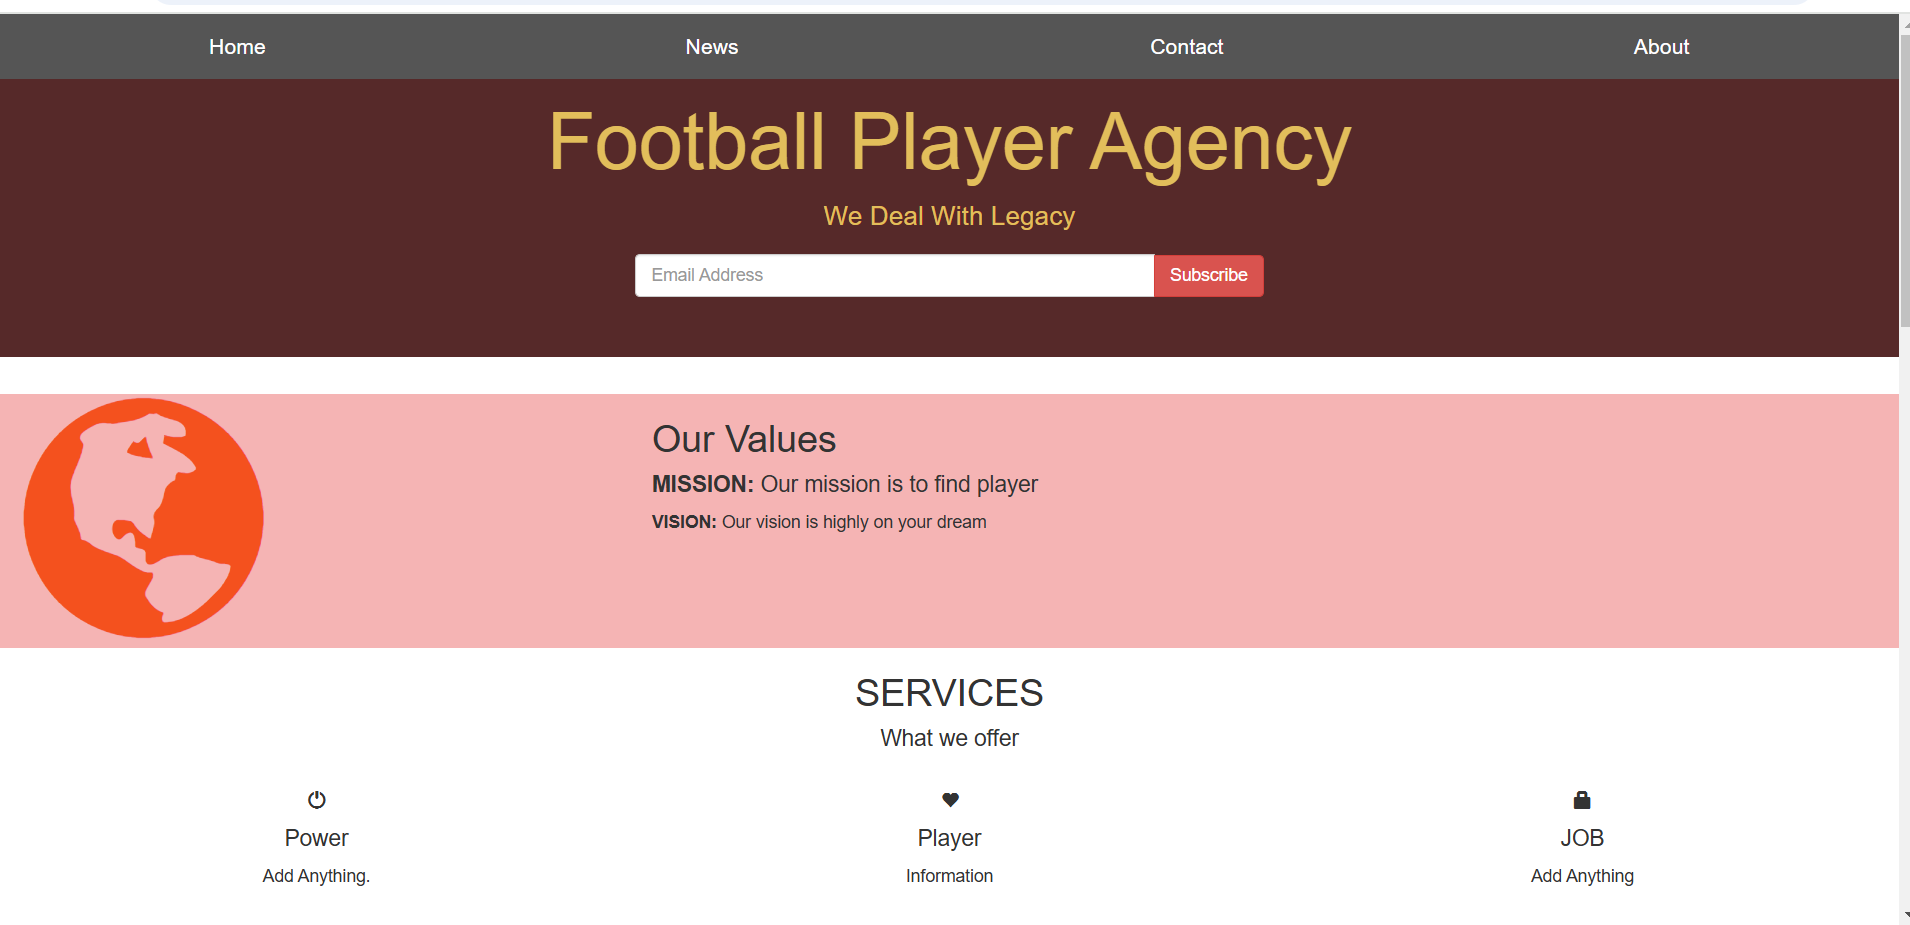 Home News Contact About
Football Player Agency
We Deal With Legacy
Email Address Subscribe
Our Values
MISSION: Our mission is to find player
VISION: Our vision is highly on your dream
SERVICES
What we offer
Power Player JOB
Add Anything. Information Add Anything